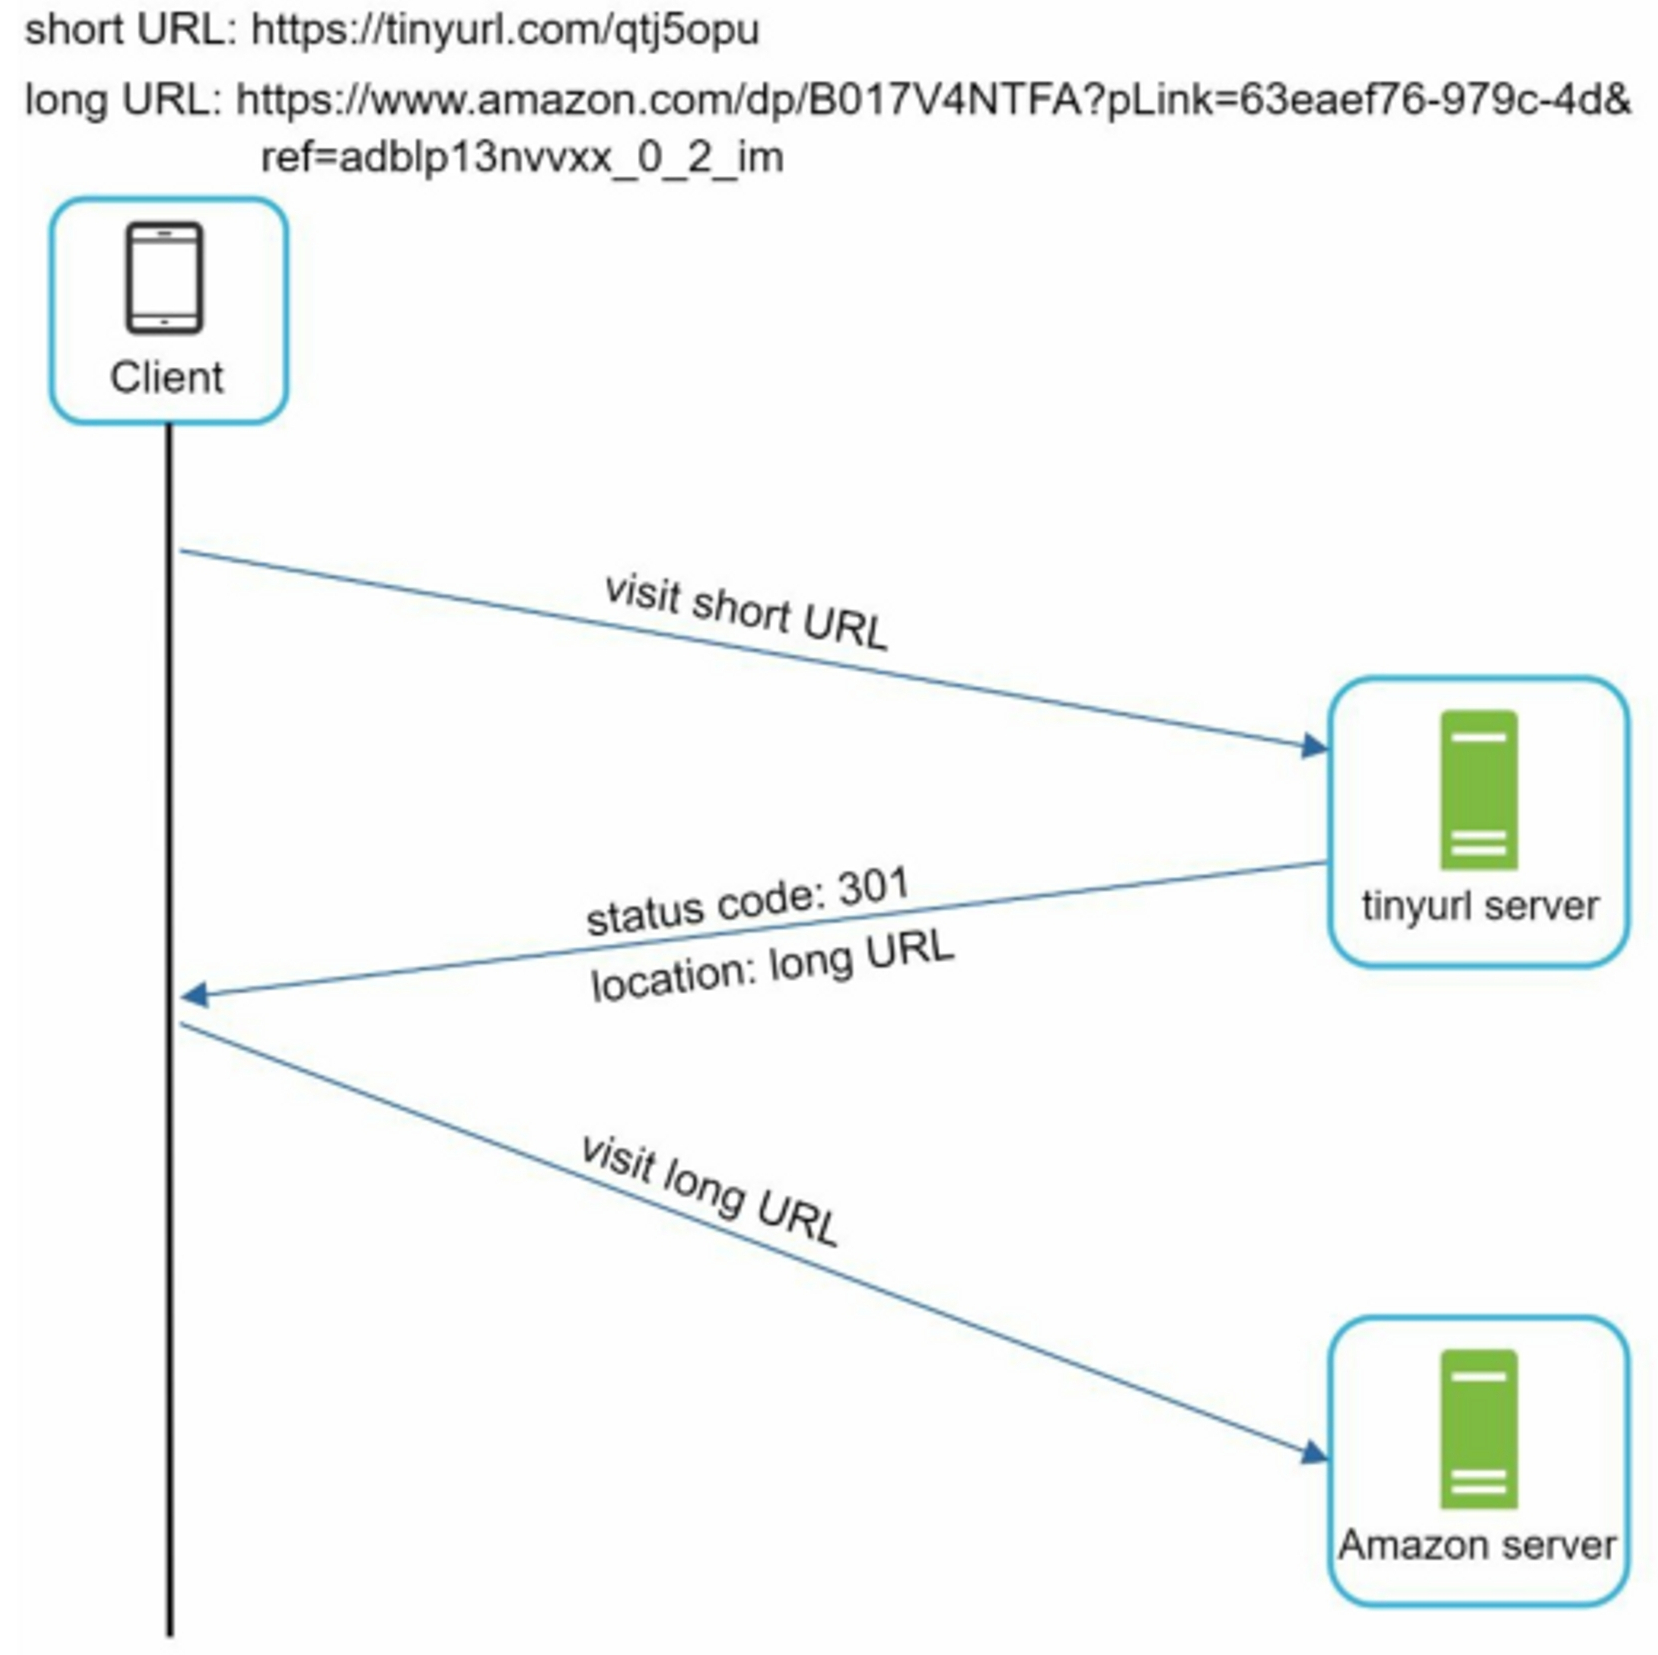 short URL: https://tinyurl.com/qtj5opu
long URL: https://www.amazon.com/dp/B017V4NTFA?pLink=63eaef76-979c-4d&
ref=adblp13nvvxx_0_2_im
Client
visit short URL
tinyurl server
status code: 301
location: long URL
visit long URL
Amazon server